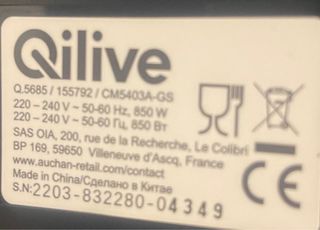 Qilive
Q.5685 / 155792 / CM5403A-GS
220 – 240 V ~ 50-60 Hz, 850 W
220 – 240 V ~ 50-60 Гц, 850 Вт
SAS OIA, 200, rue de la Recherche, Le Colibri
BP 169, 59650 Villeneuve d'Ascq, France
www.auchan-retail.com/contact
Made in China/Сделано в Китае
S/N:2203-832280-04349
CE